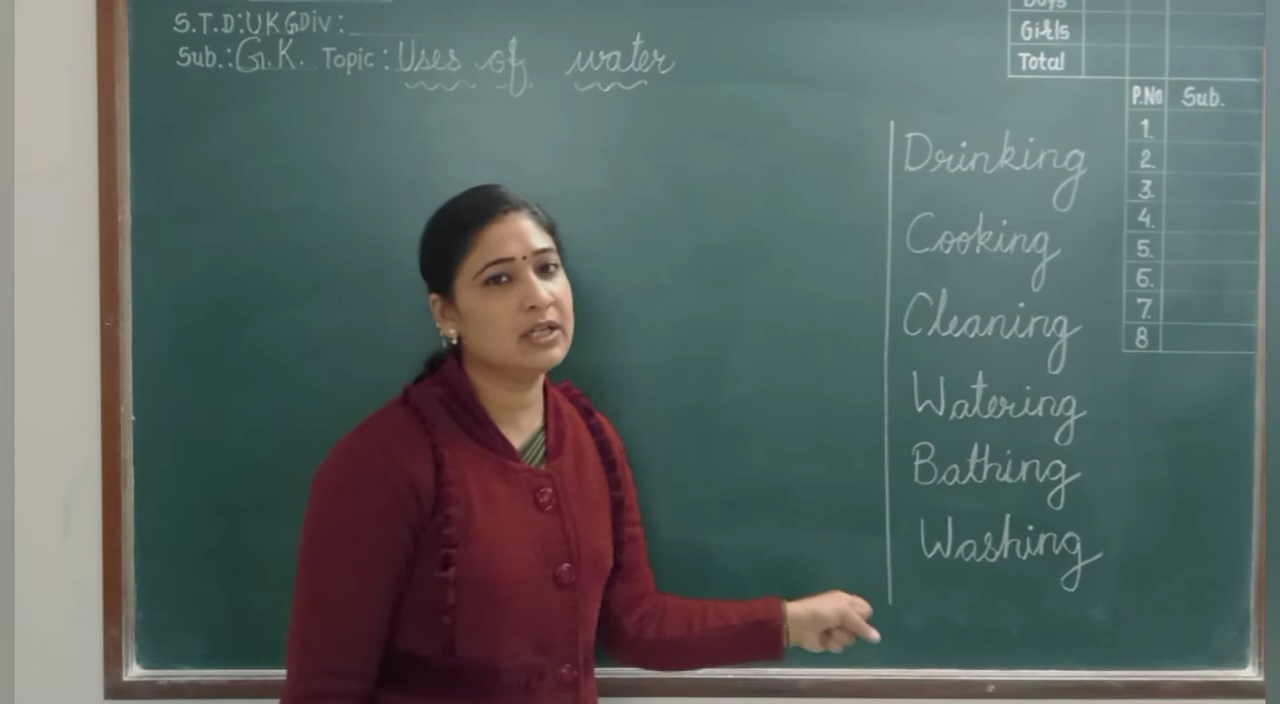 S.T.D: UKG Div:
Sub.: G.K. Topic: Uses of water
Boys
Girls
Total
P.No Sub.
1.
2.
3.
4.
5.
6.
7.
8
Drinking
Cooking
Cleaning
Watering
Bathing
Washing